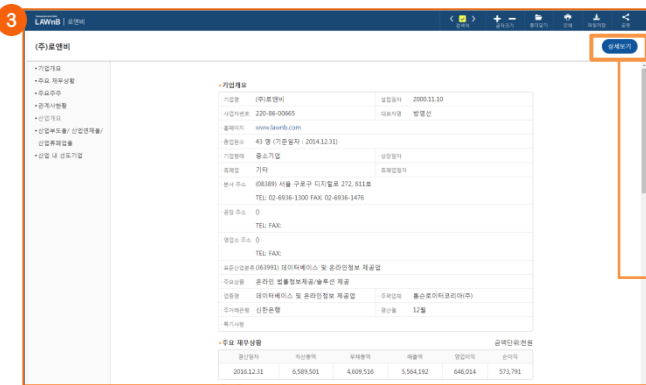 3
LAWnB | 로앤비
검색어
글자크기
인쇄
공유
(주)로앤비
상세보기
•기업개요
•주요 재무상황
•주요주주
•관계사현황
•산업개요
•산업부도율/ 산업연체율/
산업휴폐업율
•산업 내 선도기업
•기업개요
기업명 (주)로앤비 설립일자 2000.11.10
사업자번호 220-86-00665 대표자명 방영선
홈페이지 www.lawnb.com
종업원수 43 명 (기준일자 : 2014.12.31)
기업형태 중소기업 상장일자
휴폐업 기타 휴폐업일자
본사 주소 (08389) 서울 구로구 디지털로 272, 611호
TEL: 02-6936-1300 FAX: 02-6936-1476
공장 주소 ()
TEL: FAX:
영업소 주소 ()
TEL: FAX:
표준산업분류 (J63991) 데이터베이스 및 온라인정보 제공업
주요상품 온라인 법률정보제공/솔루션 제공
업종명 데이터베이스 및 온라인정보 제공업 주력업체 톰슨로이터코리아(주)
주거래은행 신한은행 결산월 12월
특기사항
•주요 재무상황 금액단위:천원
결산일자 자산총액 부채총액 매출액 영업이익 순이익
2016.12.31 6,589,501 4,609,516 5,564,192 646,014 573,791